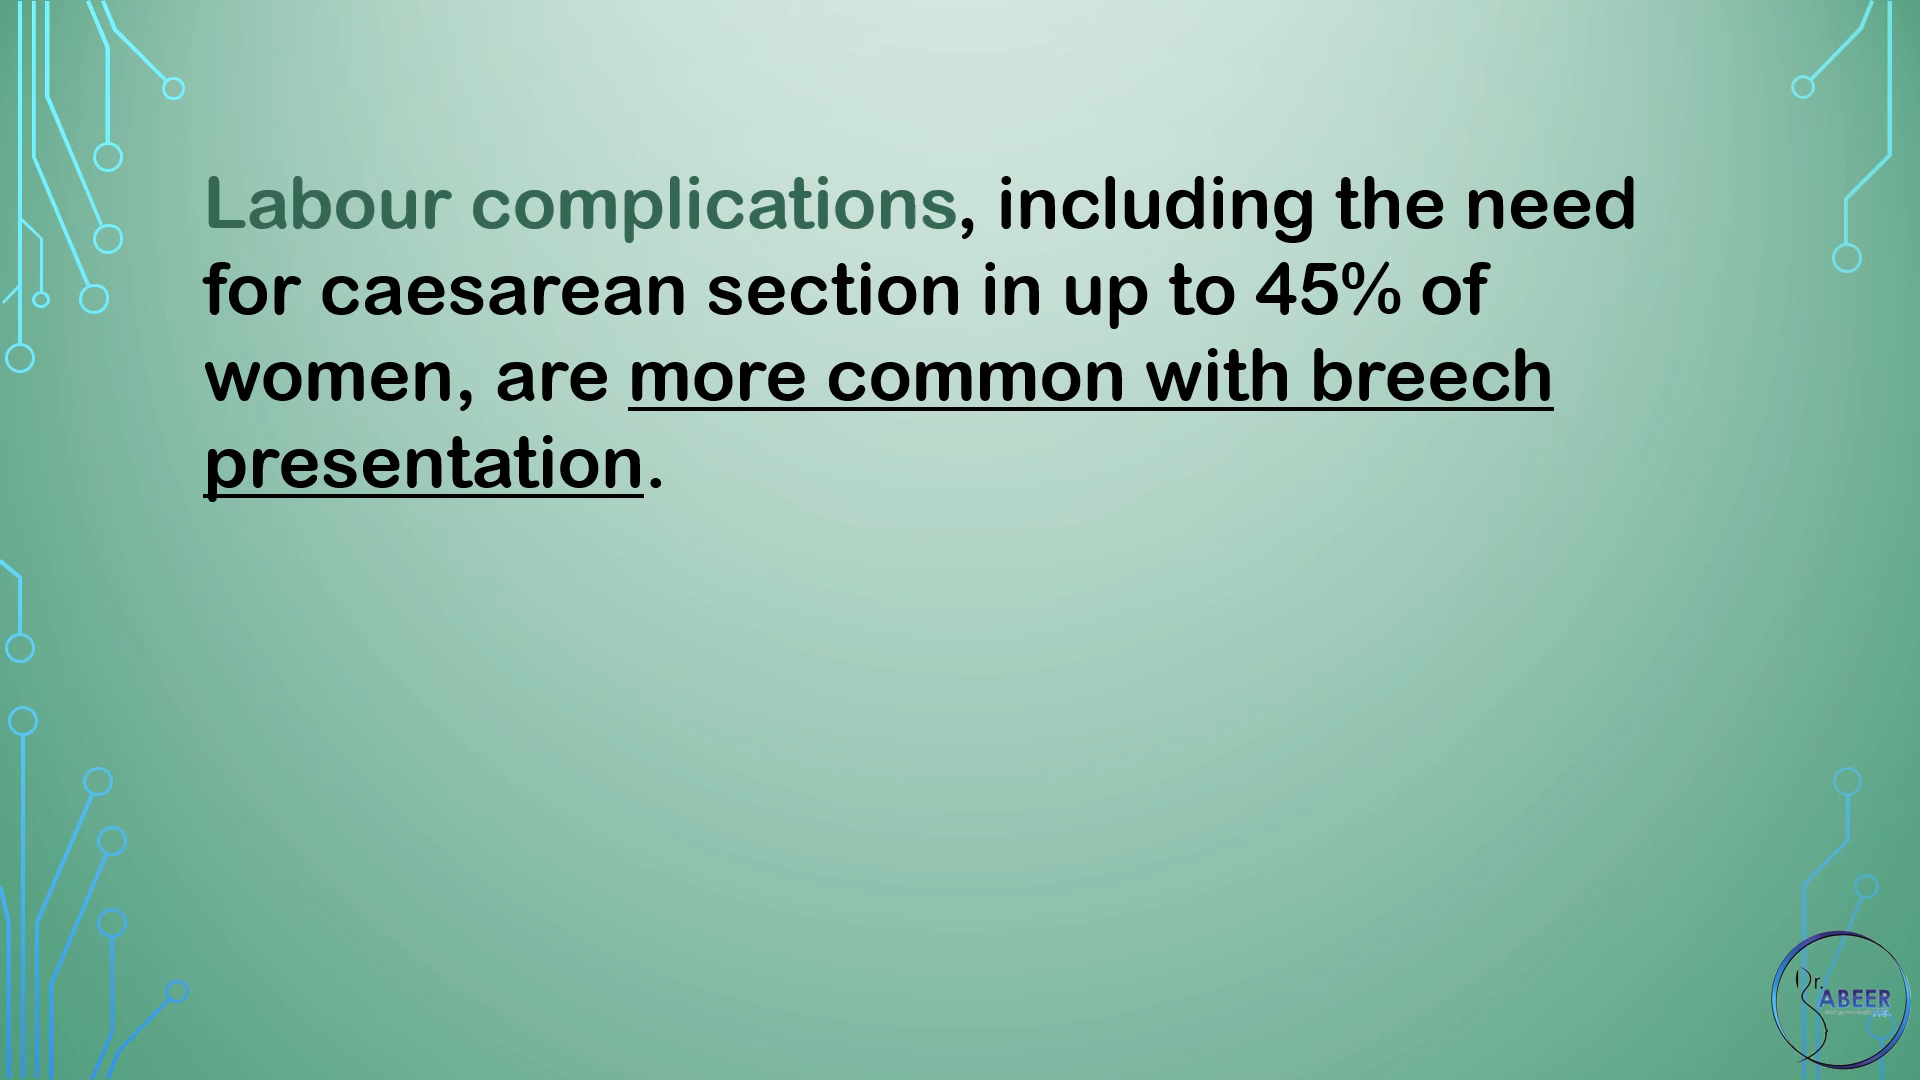 Labour complications, including the need
for caesarean section in up to 45% of
women, are more common with breech
presentation.
Dr.
ABEER